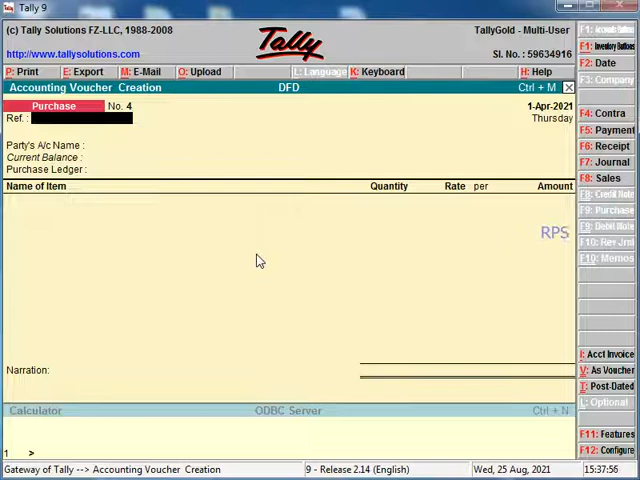 Tally 9
(c) Tally Solutions FZ-LLC, 1988-2008
TallyGold - Multi-User
Tally
http://www.tallysolutions.com
Sl. No. : 59634916
P: Print
E: Export
M: E-Mail
O: Upload
L: Language
K: Keyboard
H: Help
Accounting Voucher Creation
DFD
Ctrl + M
Purchase
No. 4
1-Apr-2021
Ref. :
Thursday
Party's A/c Name :
Current Balance :
Purchase Ledger :
Name of Item
Quantity
Rate per
Amount
RPS
Narration:
Calculator
ODBC Server
Ctrl + N
1 >
Gateway of Tally --> Accounting Voucher Creation
9 - Release 2.14 (English)
Wed, 25 Aug, 2021
15:37:56
F1: Accounts Buttons
F1: Inventory Buttons
F2: Date
F3: Company
F4: Contra
F5: Payment
F6: Receipt
F7: Journal
F8: Sales
F8: Credit Note
F9: Purchase
F9: Debit Note
F10: Rev Jrnl
F10: Memos
I: Acct Invoice
V: As Voucher
T: Post-Dated
L: Optional
F11: Features
F12: Configure